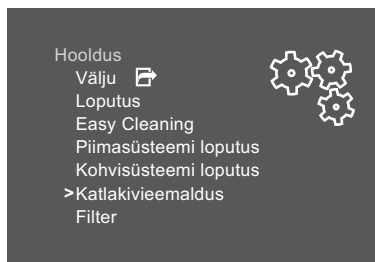 Hooldus
Välju
Loputus
Easy Cleaning
Piimasüsteemi loputus
Kohvisüsteemi loputus
>Katlakivieemaldus
Filter